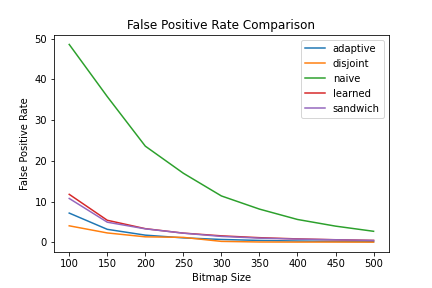 False Positive Rate Comparison
False Positive Rate
50
40
30
20
10
0
adaptive
disjoint
naive
learned
sandwich
100 150 200 250 300 350 400 450 500
Bitmap Size